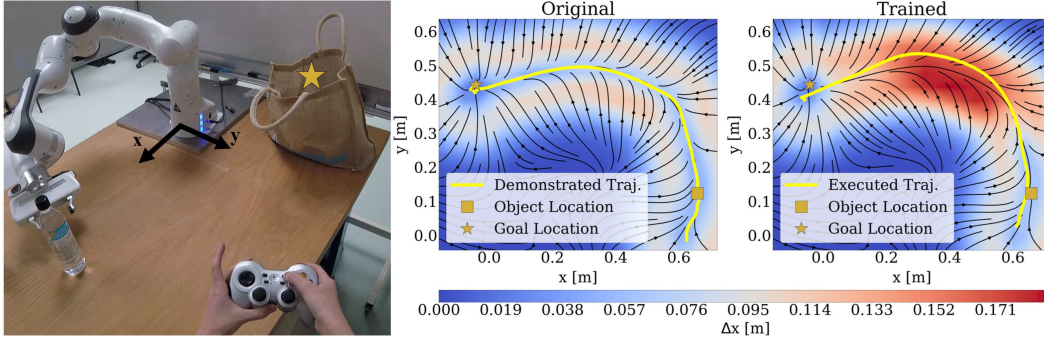 x
y
Original
y [m]
0.6
0.5
0.4
0.3
0.2
0.1
0.0
Demonstrated Traj.
Object Location
Goal Location
0.0 0.2 0.4 0.6
x [m]
Trained
y [m]
0.6
0.5
0.4
0.3
0.2
0.1
0.0
Executed Traj.
Object Location
Goal Location
0.0 0.2 0.4 0.6
x [m]
0.000 0.019 0.038 0.057 0.076 0.095 0.114 0.133 0.152 0.171
Δx [m]